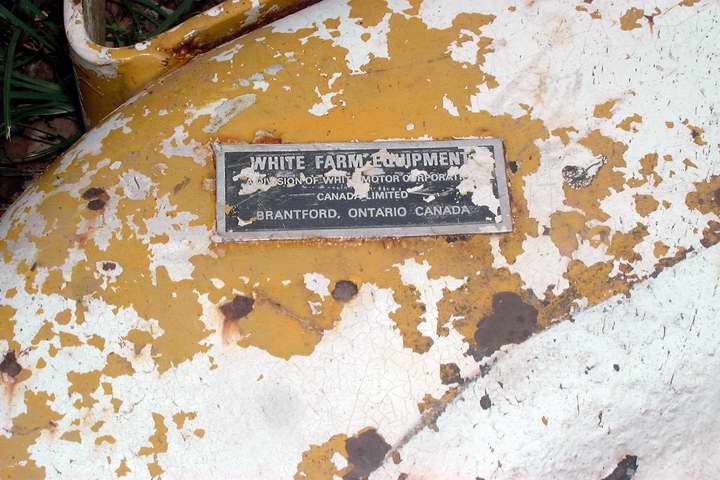 WHITE FARM EQUIPMENT
A DIVISION OF WHITE MOTOR CORPORATION
CANADA LIMITED
BRANTFORD, ONTARIO CANADA